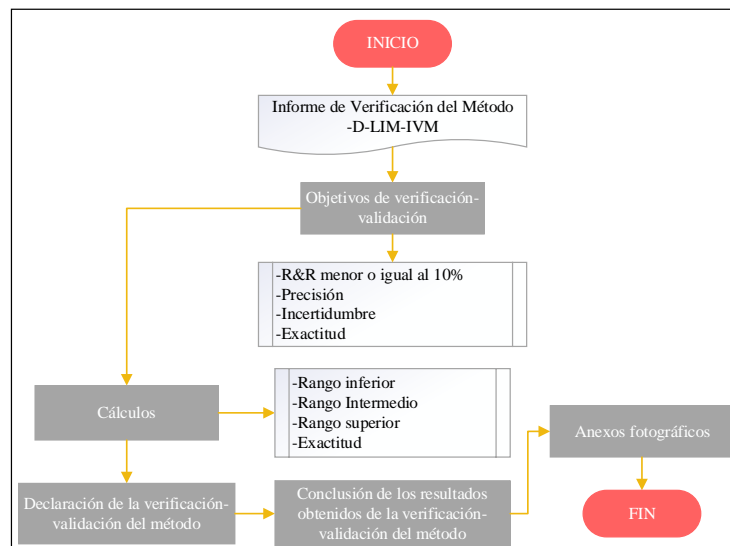 INICIO
Informe de Verificación del Método
-D-LIM-IVM
Objetivos de verificación-
validación
-R&R menor o igual al 10%
-Precisión
-Incertidumbre
-Exactitud
Cálculos
-Rango inferior
-Rango Intermedio
-Rango superior
-Exactitud
Anexos fotográficos
Declaración de la verificación-
validación del método
Conclusión de los resultados
obtenidos de la verificación-
validación del método
FIN